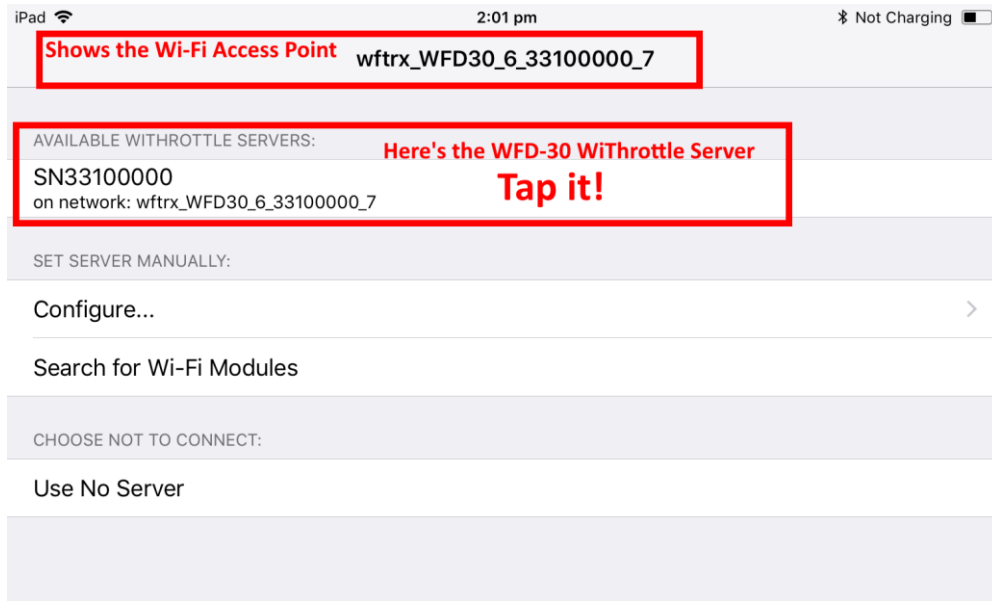 iPad 2:01 pm Not Charging
Shows the Wi-Fi Access Point wftrx_WFD30_6_33100000_7
AVAILABLE WITHROTTLE SERVERS:
Here's the WFD-30 WiThrottle Server
SN33100000
Tap it!
on network: wftrx_WFD30_6_33100000_7
SET SERVER MANUALLY:
Configure...
Search for Wi-Fi Modules
CHOOSE NOT TO CONNECT:
Use No Server